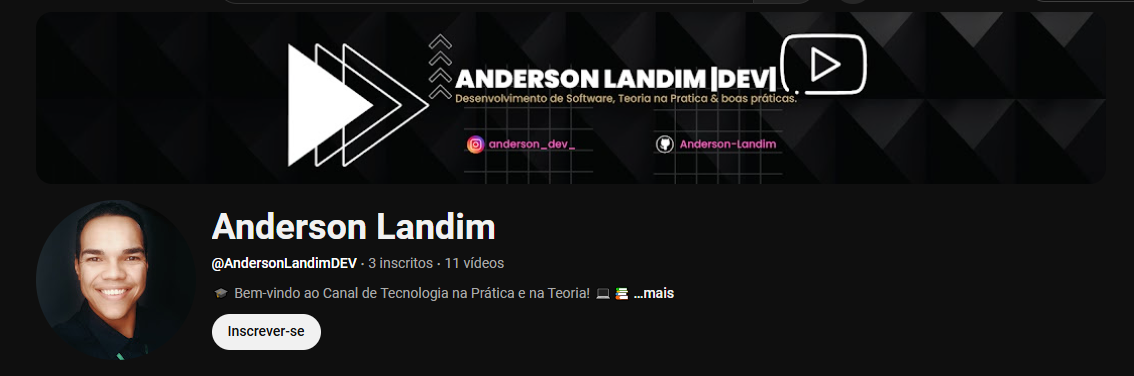 ANDERSON LANDIM |DEV|
Desenvolvimento de Software, Teoria na Pratica & boas práticas.
anderson_dev_ Anderson-Landim
Anderson Landim
@AndersonLandimDEV · 3 inscritos · 11 vídeos
🎓 Bem-vindo ao Canal de Tecnologia na Prática e na Teoria! 💻 📚 ...mais
Inscrever-se